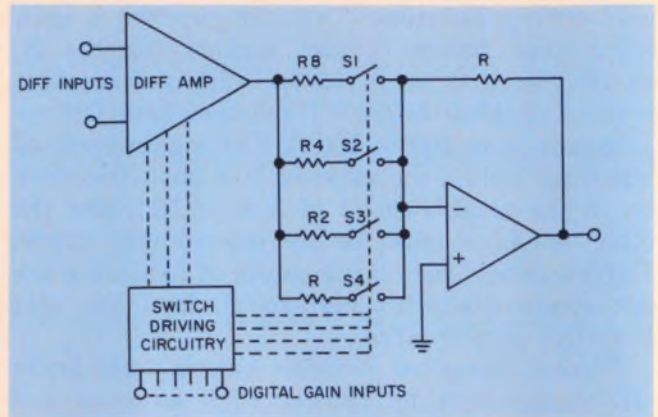 R8 S1
R
DIFF INPUTS DIFF AMP
R4 S2
R2 S3
R S4
−
+
SWITCH
DRIVING
CIRCUITRY
DIGITAL GAIN INPUTS